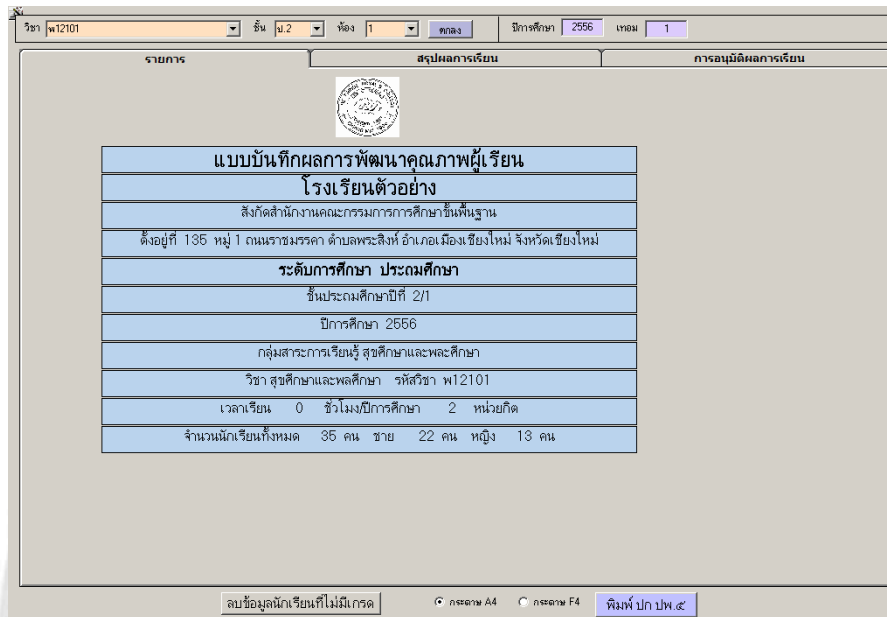 วิชา พ12101 ชั้น ป.2 ห้อง 1 ตกลง ปีการศึกษา 2556 เทอม 1
รายการ สรุปผลการเรียน การอนุมัติผลการเรียน
แบบบันทึกผลการพัฒนาคุณภาพผู้เรียน
โรงเรียนตัวอย่าง
สังกัดสำนักงานคณะกรรมการการศึกษาขั้นพื้นฐาน
ตั้งอยู่ที่ 135 หมู่ 1 ถนนราชมรรคา ตำบลพระสิงห์ อำเภอเมืองเชียงใหม่ จังหวัดเชียงใหม่
ระดับการศึกษา ประถมศึกษา
ชั้นประถมศึกษาปีที่ 2/1
ปีการศึกษา 2556
กลุ่มสาระการเรียนรู้ สุขศึกษาและพละศึกษา
วิชา สุขศึกษาและพลศึกษา รหัสวิชา พ12101
เวลาเรียน 0 ชั่วโมง/ปีการศึกษา 2 หน่วยกิต
จำนวนนักเรียนทั้งหมด 35 คน ชาย 22 คน หญิง 13 คน
ลบข้อมูลนักเรียนที่ไม่มีเกรด กระดาษ A4 กระดาษ F4 พิมพ์ ปก ปพ.๕